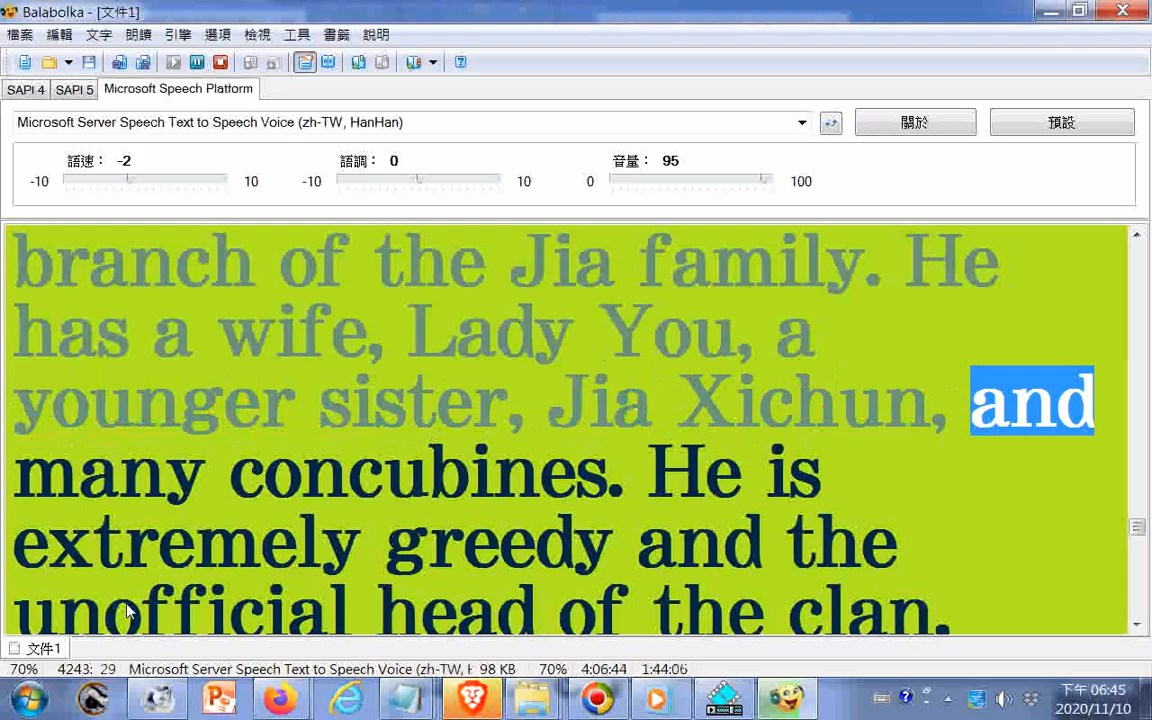 Balabolka - [文件1]
檔案 編輯 文字 朗讀 引擎 選項 檢視 工具 書籤 說明
SAPI 4 SAPI 5 Microsoft Speech Platform
Microsoft Server Speech Text to Speech Voice (zh-TW, HanHan) 關於 預設
語速： -2 語調： 0 音量： 95
-10 10 -10 10 0 100
branch of the Jia family. He
has a wife, Lady You, a
younger sister, Jia Xichun, and
many concubines. He is
extremely greedy and the
unofficial head of the clan.
文件1
70% 4243: 29 Microsoft Server Speech Text to Speech Voice (zh-TW, 98 KB 70% 4:06:44 1:44:06
下午 06:45
2020/11/10